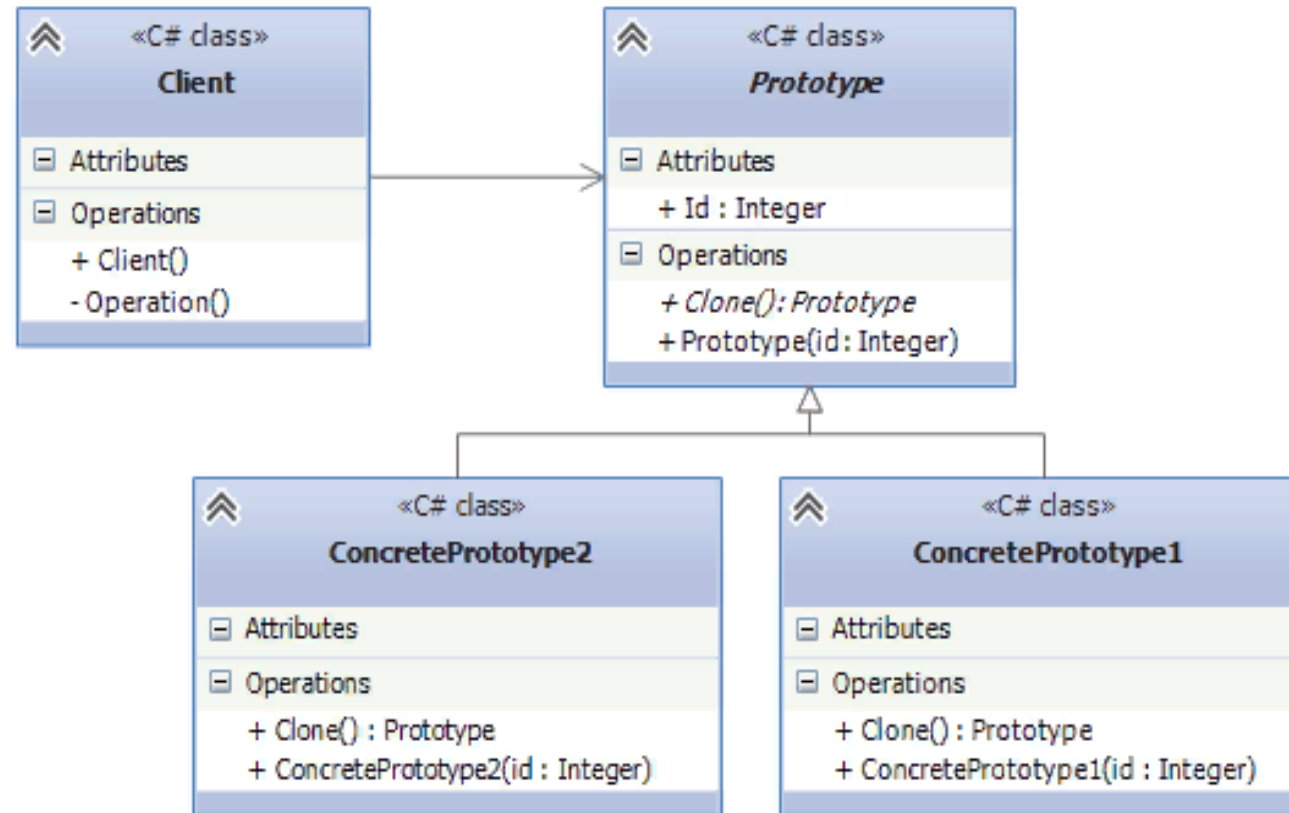 «C# class»
Client
Attributes
Operations
+ Client()
- Operation()
«C# class»
Prototype
Attributes
+ Id : Integer
Operations
+ Clone(): Prototype
+ Prototype(id: Integer)
«C# class»
ConcretePrototype2
Attributes
Operations
+ Clone() : Prototype
+ ConcretePrototype2(id : Integer)
«C# class»
ConcretePrototype1
Attributes
Operations
+ Clone() : Prototype
+ ConcretePrototype1(id : Integer)